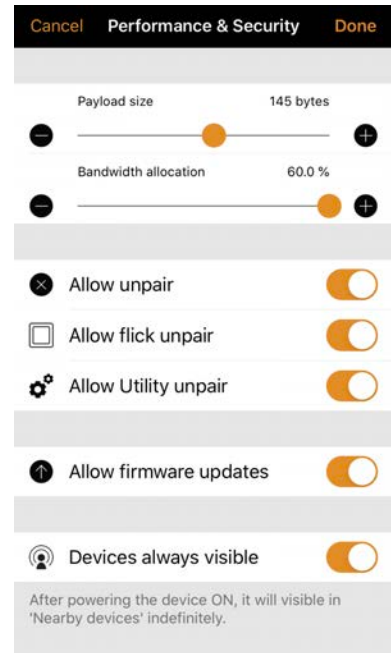 Cancel Performance & Security Done
Payload size 145 bytes
Bandwidth allocation 60.0 %
Allow unpair
Allow flick unpair
Allow Utility unpair
Allow firmware updates
Devices always visible
After powering the device ON, it will visible in
'Nearby devices' indefinitely.